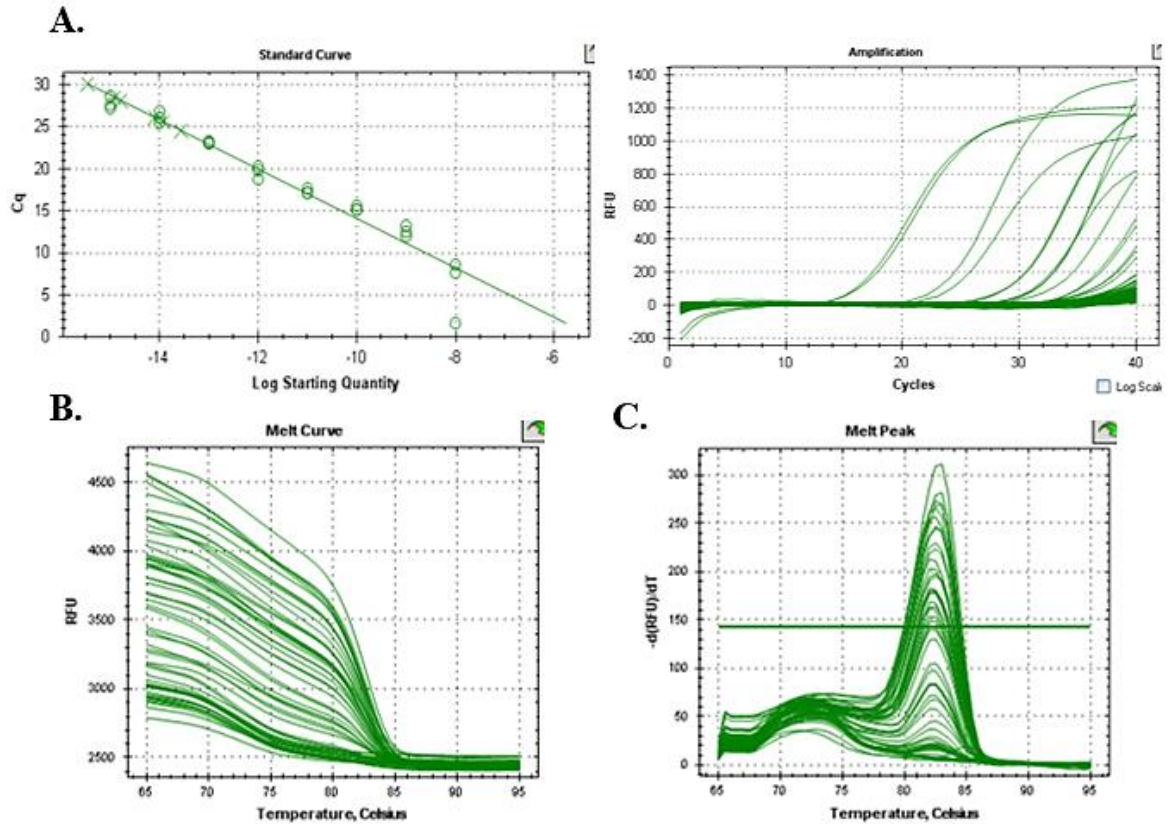 A.
Standard Curve
Cq
30
25
20
15
10
5
0
-14 -12 -10 -8 -6
Log Starting Quantity
Amplification
RFU
1400
1200
1000
800
600
400
200
0
-200
0 10 20 30 40
Cycles
Log Scal
B.
Melt Curve
RFU
4500
4000
3500
3000
2500
65 70 75 80 85 90 95
Temperature, Celsius
C.
Melt Peak
-d(RFU)/dT
300
250
200
150
100
50
0
65 70 75 80 85 90 95
Temperature, Celsius